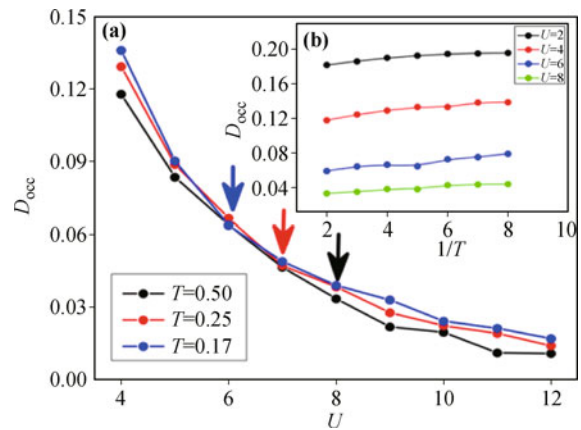 (a)
0.15
0.12
0.09
0.06
0.03
0.00
D_occ
4 6 8 10 12
U
T=0.50
T=0.25
T=0.17
(b)
0.20
0.16
0.12
0.08
0.04
D_occ
2 4 6 8
1/T
U=2
U=4
U=6
U=8